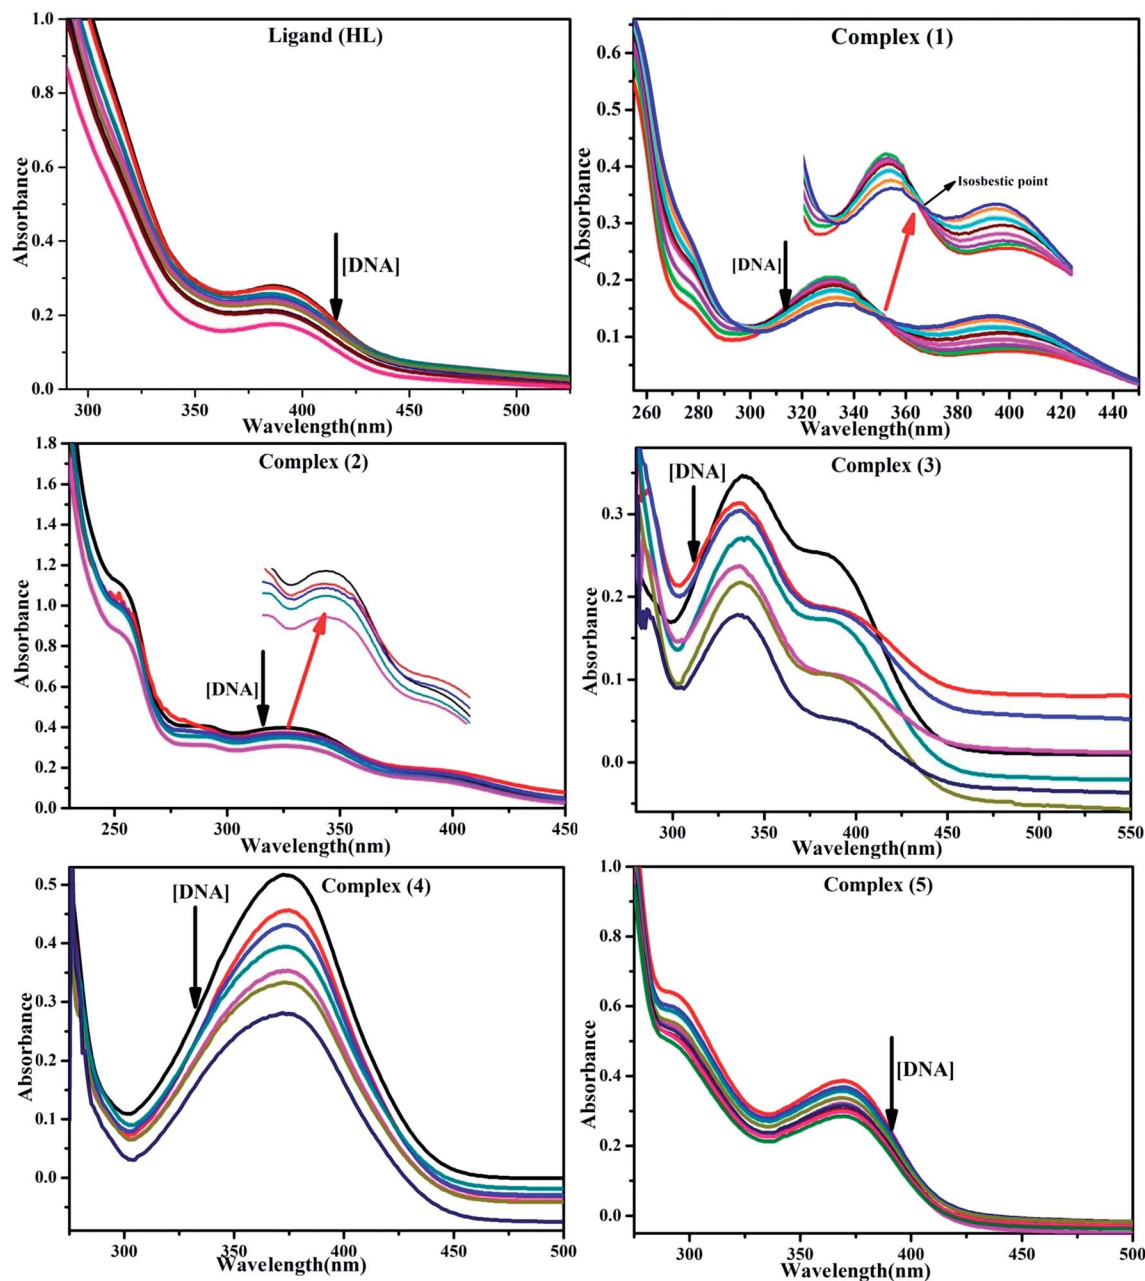 Ligand (HL)
1.0
0.8
0.6
0.4
0.2
0.0
Absorbance
[DNA]
300 350 400 450 500
Wavelength(nm)
Complex (1)
0.6
0.5
0.4
0.3
0.2
0.1
Absorbance
Isosbestic point
[DNA]
260 280 300 320 340 360 380 400 420 440
Wavelength(nm)
Complex (2)
1.8
1.6
1.4
1.2
1.0
0.8
0.6
0.4
0.2
0.0
Absorbance
[DNA]
250 300 350 400 450
Wavelength(nm)
Complex (3)
0.3
0.2
0.1
0.0
Absorbance
[DNA]
300 350 400 450 500 550
Wavelength(nm)
Complex (4)
0.5
0.4
0.3
0.2
0.1
0.0
Absorbance
[DNA]
300 350 400 450 500
Wavelength(nm)
Complex (5)
1.0
0.8
0.6
0.4
0.2
0.0
Absorbance
[DNA]
300 350 400 450 500
Wavelength(nm)